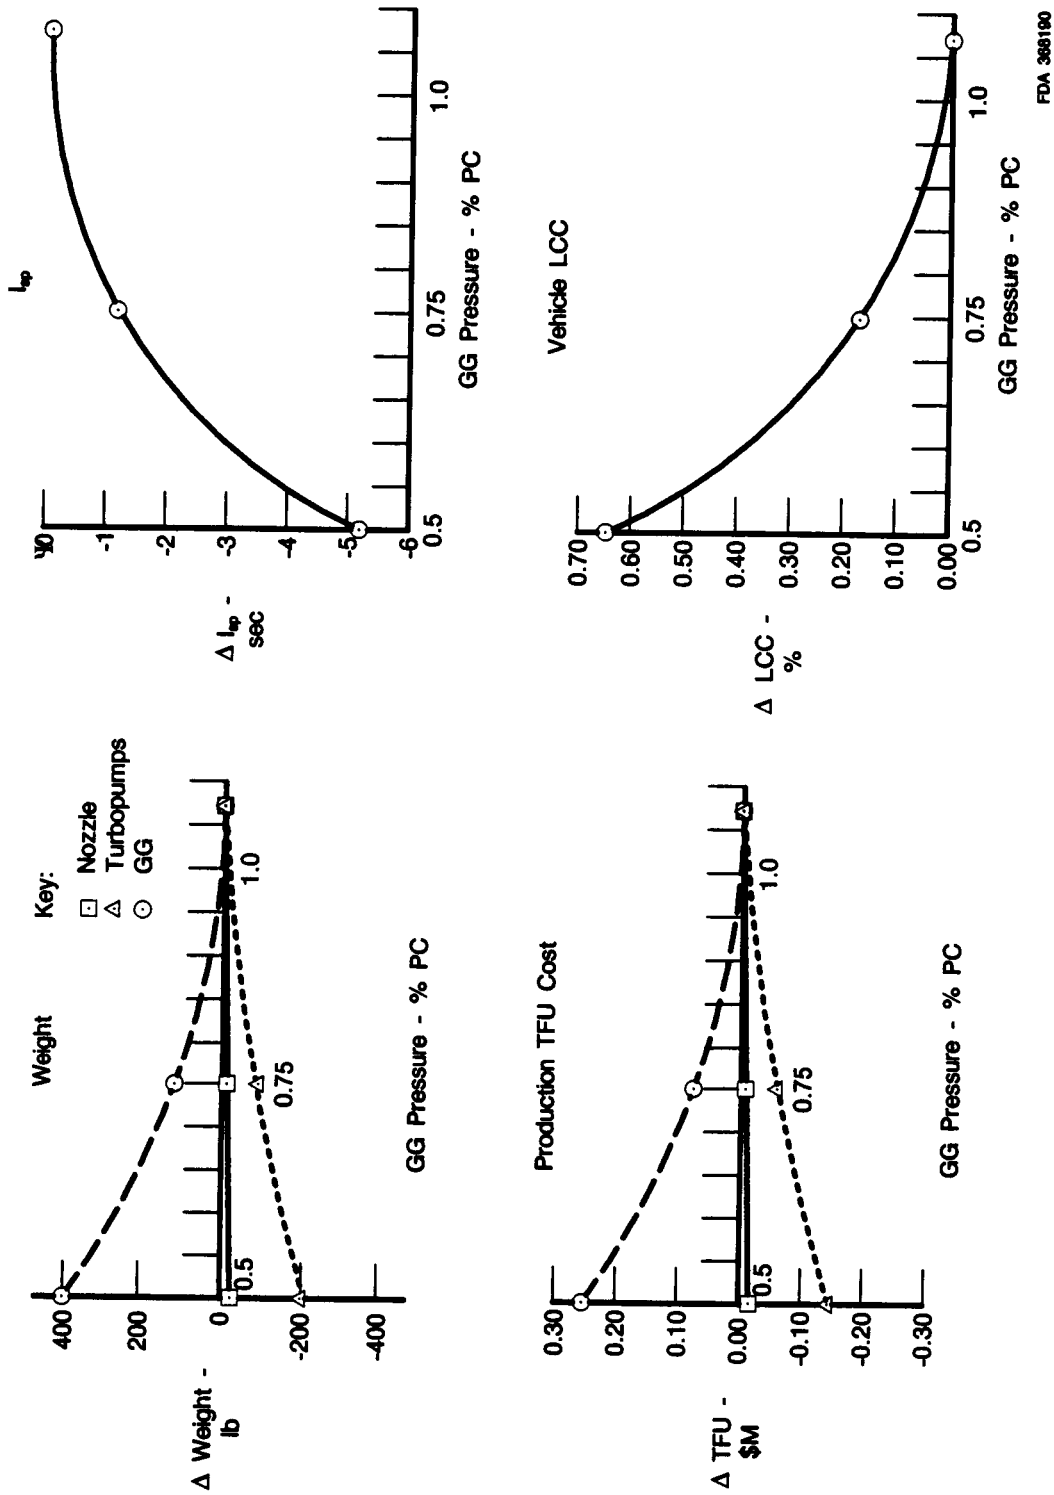 Weight
Key:
Nozzle
Turbopumps
GG
Δ Weight -
lb
400
200
0
-200
-400
0.5
0.75
1.0
GG Pressure - % PC
I_sp
Δ I_sp -
sec
0
-1
-2
-3
-4
-5
-6
0.5
0.75
1.0
GG Pressure - % PC
Production TFU Cost
Δ TFU -
$M
0.30
0.20
0.10
0.00
-0.10
-0.20
-0.30
0.5
0.75
1.0
GG Pressure - % PC
Vehicle LCC
Δ LCC -
%
0.70
0.60
0.50
0.40
0.30
0.20
0.10
0.00
0.5
0.75
1.0
GG Pressure - % PC
FDA 368190